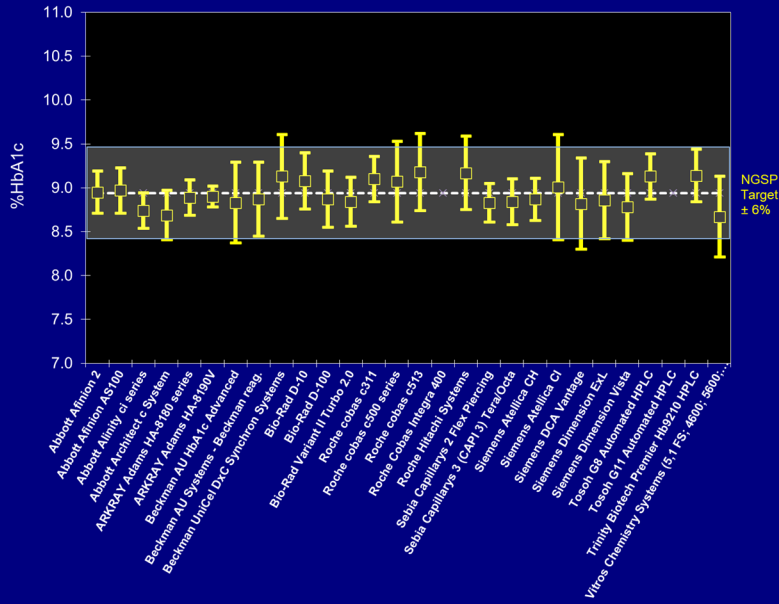 11.0
10.5
10.0
9.5
9.0
8.5
8.0
7.5
7.0
%HbA1c
NGSP
Target
± 6%
Abbott Afinion 2
Abbott Afinion AS100
Abbott Alinity ci series
Abbott Architect c System
ARKRAY Adams HA-8180 series
ARKRAY Adams HA-8190V
Beckman AU HbA1c Advanced
Beckman AU Systems - Beckman reag.
Beckman UniCel DxC Synchron Systems
Bio-Rad D-10
Bio-Rad D-100
Bio-Rad Variant II Turbo 2.0
Roche cobas c311
Roche cobas c500 series
Roche cobas c513
Roche Cobas Integra 400
Roche Hitachi Systems
Sebia Capillarys 2 Flex Piercing
Sebia Capillarys 3 (CAPI 3) Tera/Octa
Siemens Atellica CH
Siemens Atellica CI
Siemens DCA Vantage
Siemens Dimension ExL
Siemens Dimension Vista
Tosoh G8 Automated HPLC
Tosoh G11 Automated HPLC
Trinity Biotech Premier Hb9210 HPLC
Vitros Chemistry Systems (5,1 FS; 4600; 5600;…